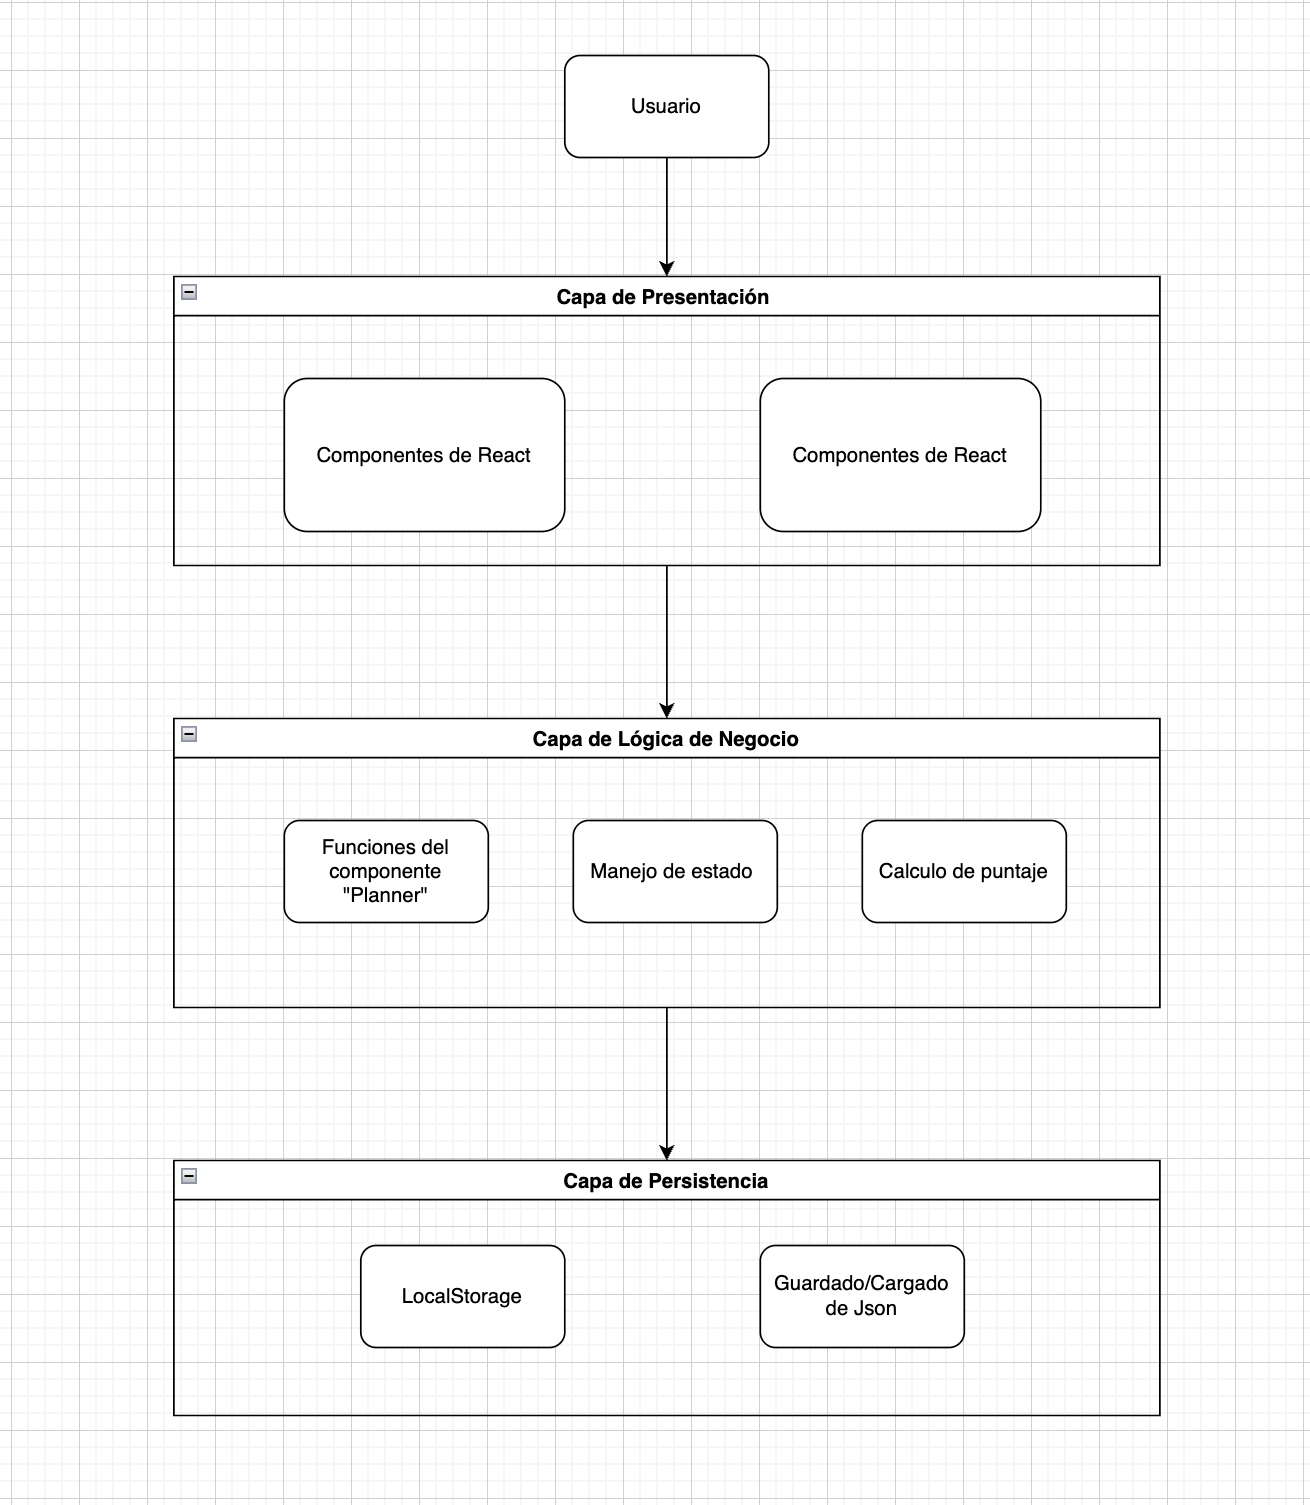 Usuario
Capa de Presentación
Componentes de React
Componentes de React
Capa de Lógica de Negocio
Funciones del
componente
"Planner"
Manejo de estado
Calculo de puntaje
Capa de Persistencia
LocalStorage
Guardado/Cargado
de Json